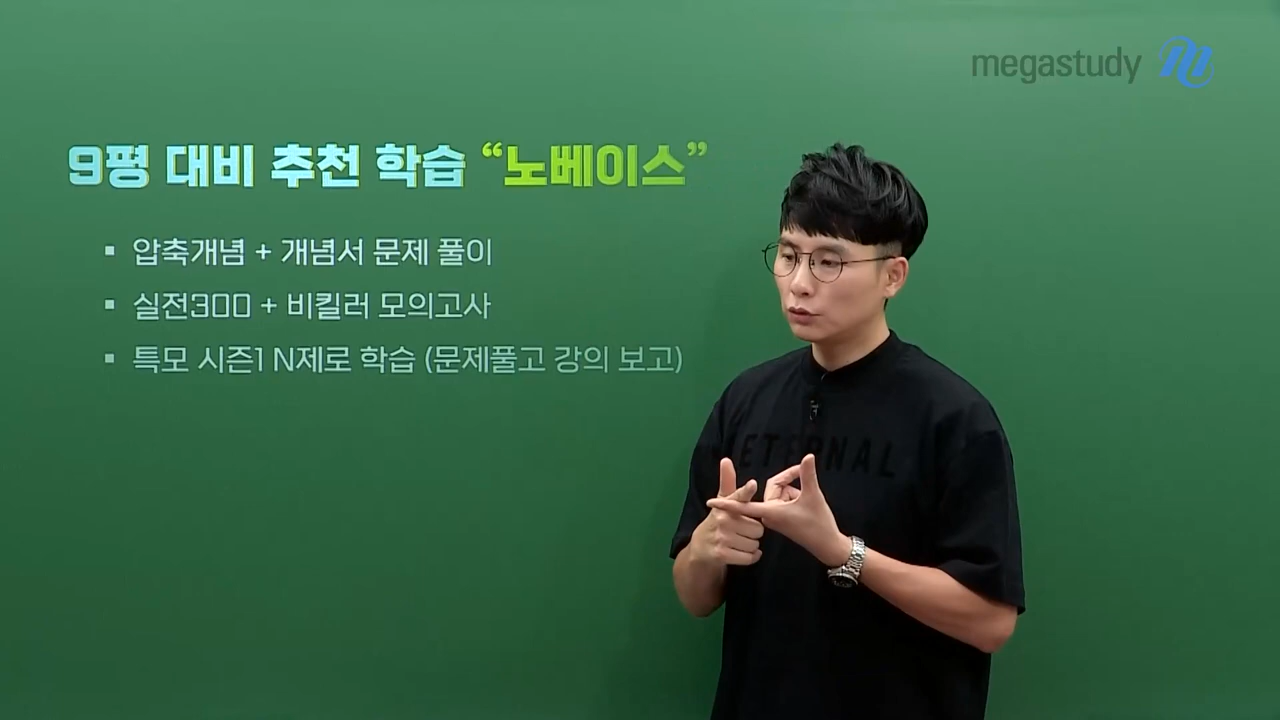 megastudy
9평 대비 추천 학습 “노베이스”
▪ 압축개념 + 개념서 문제 풀이
▪ 실전300 + 비킬러 모의고사
▪ 특모 시즌1 N제로 학습 (문제풀고 강의 보고)
ETERNAL